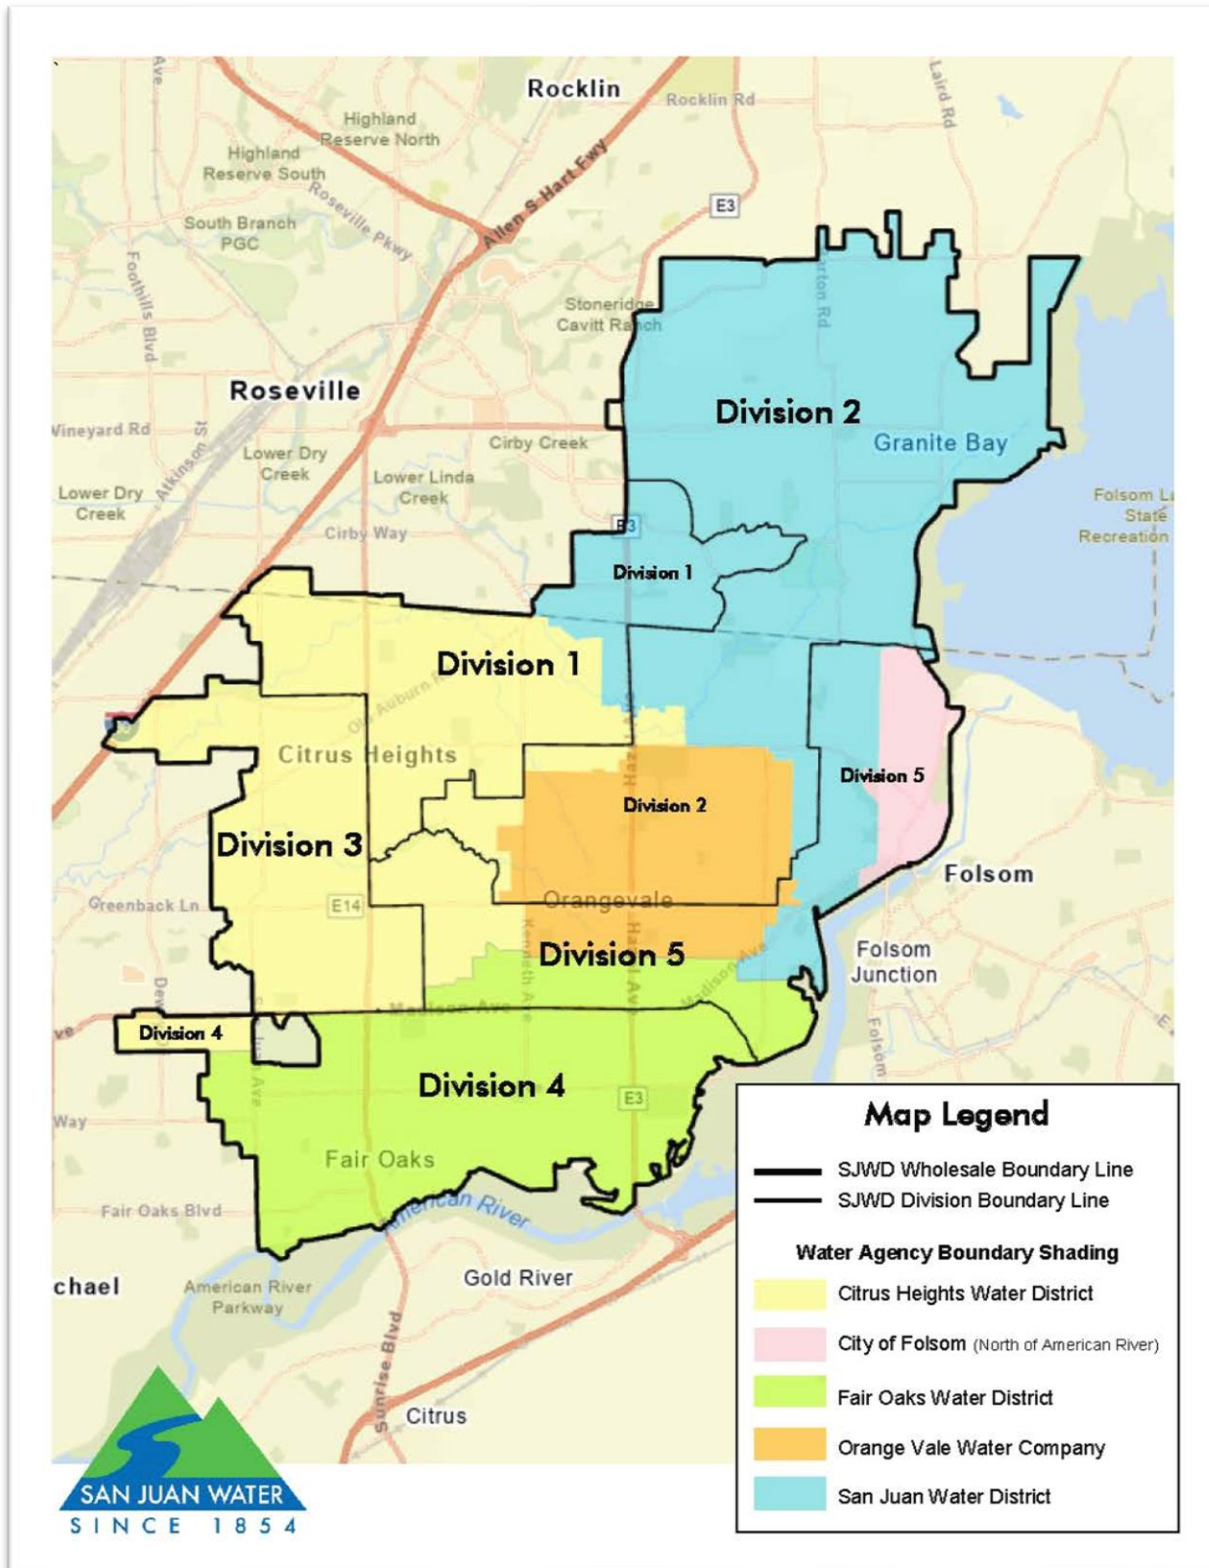 Rocklin
Rocklin Rd
Laird Rd
Ave
Highland
Reserve North
Highland
Reserve South
Allen S Hart Fwy
Roseville Pkwy
E3
South Branch
PGC
Foothills Blvd
Stoneridge
Cavitt Ranch
Roseville
Division 2
Vineyard Rd
Atkinson St
Cirby Creek
Granite Bay
Lower Dry
Creek
Lower Linda
Creek
Lower Dry
Creek
Folsom L
State
Recreation
Cirby Way
E3
Division 1
Division 1
Citrus Heights
Division 5
Division 2
Division 3
Folsom
Greenback Ln
E14
Orangevale
Division 5
Folsom
Junction
Kenneth Ave
Madison Ave
Madison Ave
Division 4
Folsom
E
Division 4
E3
Way
Fair Oaks
Fair Oaks Blvd
American River
chael
American River
Parkway
Gold River
Sunrise Blvd
Citrus
Map Legend
SJWD Wholesale Boundary Line
SJWD Division Boundary Line
Water Agency Boundary Shading
Citrus Heights Water District
City of Folsom (North of American River)
Fair Oaks Water District
Orange Vale Water Company
San Juan Water District
SAN JUAN WATER
SINCE 1854